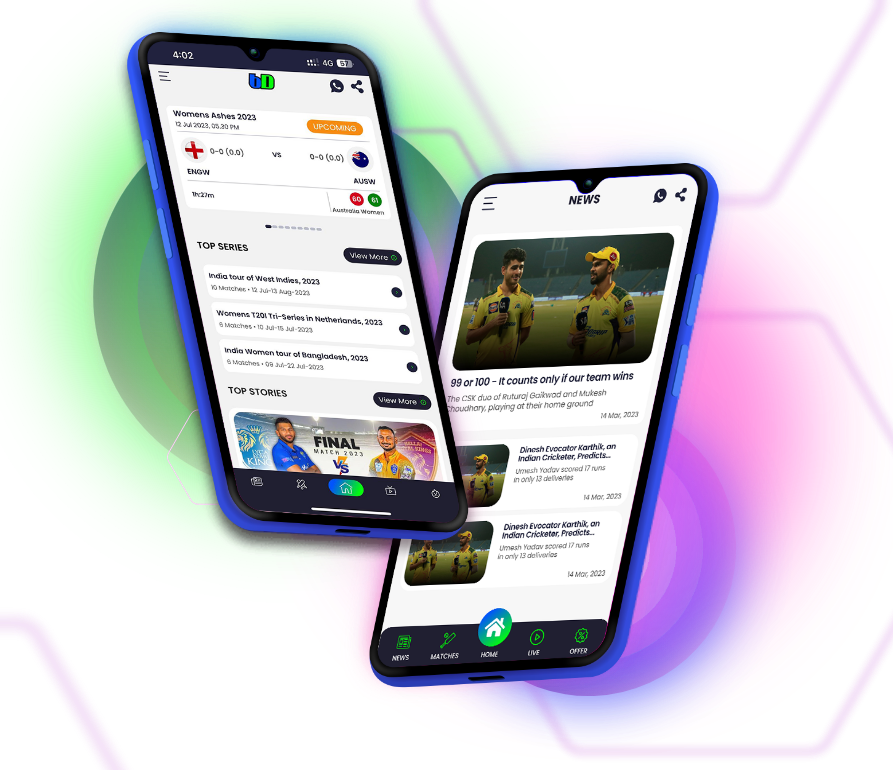 4:02
4G 57
bD
Womens Ashes 2023
12 Jul 2023, 05.30 PM
UPCOMING
0-0 (0.0)
VS
0-0 (0.0)
ENGW
AUSW
1h:27m
60
61
Australia Women
TOP SERIES
View More
India tour of West Indies, 2023
10 Matches • 12 Jul-13 Aug-2023
Womens T20I Tri-Series in Netherlands, 2023
6 Matches • 10 Jul-15 Jul-2023
India Women tour of Bangladesh, 2023
6 Matches • 09 Jul-22 Jul-2023
TOP STORIES
View More
FINAL
MATCH 2023
VS
KIN
NEWS
99 or 100 - It counts only if our team wins
The CSK duo of Ruturaj Gaikwad and Mukesh
Choudhary, playing at their home ground
14 Mar, 2023
Dinesh Evocator Karthik, an
Indian Cricketer, Predicts...
Umesh Yadav scored 17 runs
in only 13 deliveries
14 Mar, 2023
Dinesh Evocator Karthik, an
Indian Cricketer, Predicts...
Umesh Yadav scored 17 runs
in only 13 deliveries
14 Mar, 2023
NEWS
MATCHES
HOME
LIVE
OFFER